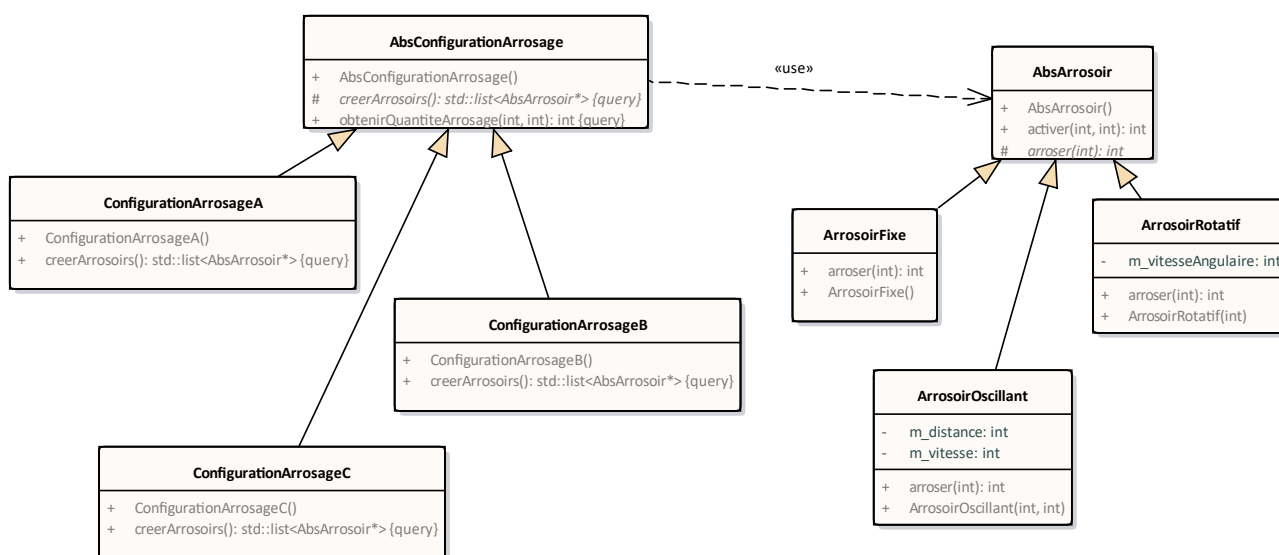 AbsConfigurationArrosage
+ AbsConfigurationArrosage()
# creerArrosoirs(): std::list<AbsArrosoir*> {query}
+ obtenirQuantiteArrosage(int, int): int {query}
«use»
AbsArrosoir
+ AbsArrosoir()
+ activer(int, int): int
# arroser(int): int
ConfigurationArrosageA
+ ConfigurationArrosageA()
+ creerArrosoirs(): std::list<AbsArrosoir*> {query}
ArrosoirFixe
+ arroser(int): int
+ ArrosoirFixe()
ArrosoirRotatif
- m_vitesseAngulaire: int
+ arroser(int): int
+ ArrosoirRotatif(int)
ConfigurationArrosageB
+ ConfigurationArrosageB()
+ creerArrosoirs(): std::list<AbsArrosoir*> {query}
ArrosoirOscillant
- m_distance: int
- m_vitesse: int
+ arroser(int): int
+ ArrosoirOscillant(int, int)
ConfigurationArrosageC
+ ConfigurationArrosageC()
+ creerArrosoirs(): std::list<AbsArrosoir*> {query}